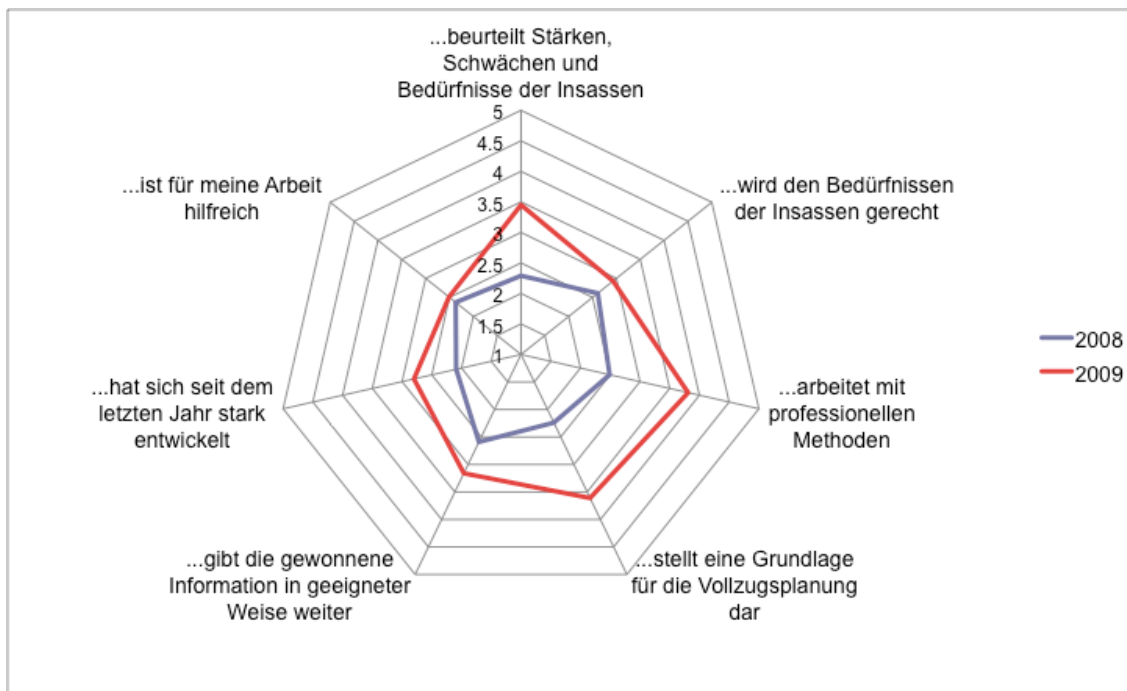 ...beurteilt Stärken,
Schwächen und
Bedürfnisse der Insassen
5
4.5
4
3.5
3
2.5
2
1.5
1
...wird den Bedürfnissen
der Insassen gerecht
...arbeitet mit
professionellen
Methoden
...stellt eine Grundlage
für die Vollzugsplanung
dar
...gibt die gewonnene
Information in geeigneter
Weise weiter
...hat sich seit dem
letzten Jahr stark
entwickelt
...ist für meine Arbeit
hilfreich
2008
2009